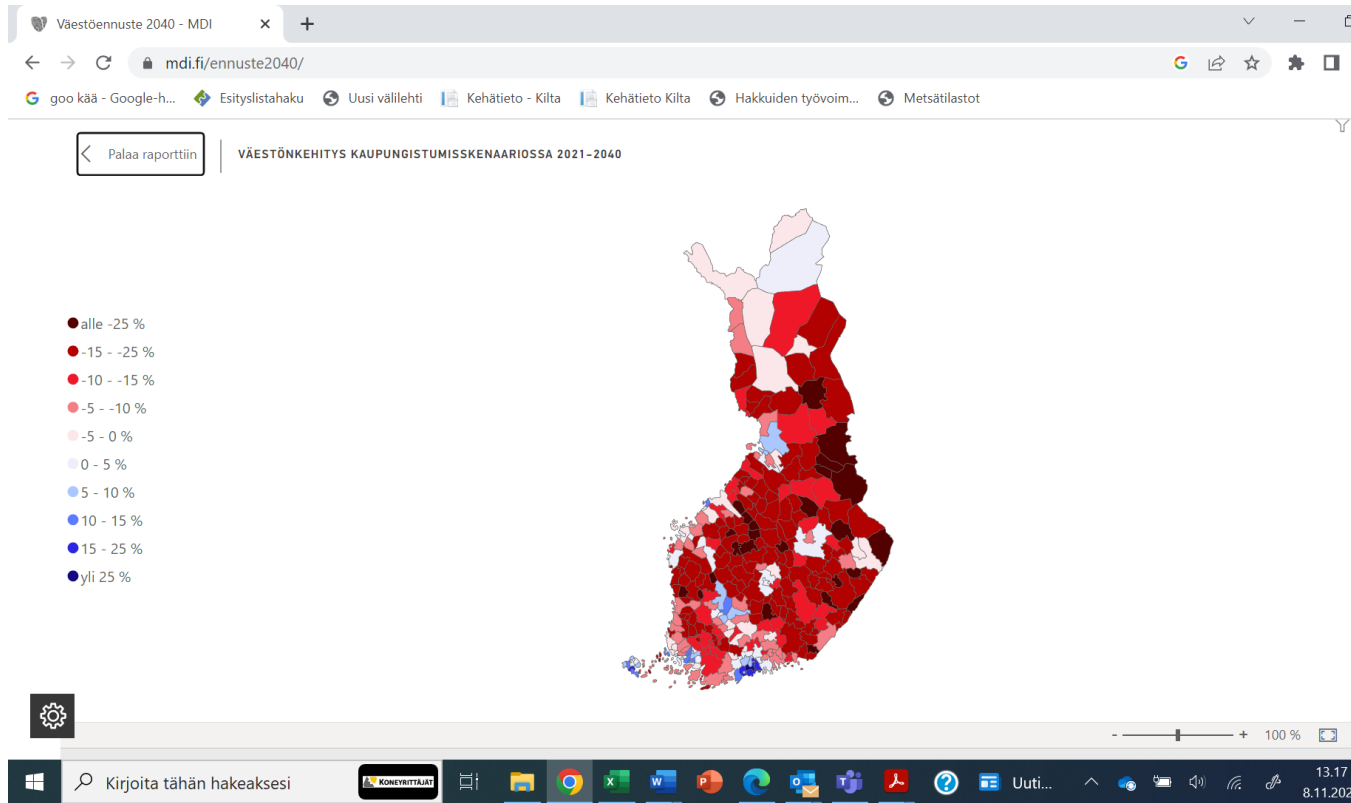 Väestöennuste 2040 - MDI
mdi.fi/ennuste2040/
goo kää - Google-h...
Esityslistahaku
Uusi välilehti
Kehätieto - Kilta
Kehätieto Kilta
Hakkuiden työvoim...
Metsätilastot
Palaa raporttiin
VÄESTÖNKEHITYS KAUPUNGISTUMISSKENAARIOSSA 2021-2040
alle -25 %
-15 - -25 %
-10 - -15 %
-5 - -10 %
-5 - 0 %
0 - 5 %
5 - 10 %
10 - 15 %
15 - 25 %
yli 25 %
- + 100 %
Kirjoita tähän hakeaksesi
KONEYRITTÄJÄT
Uuti...
13.17
8.11.202